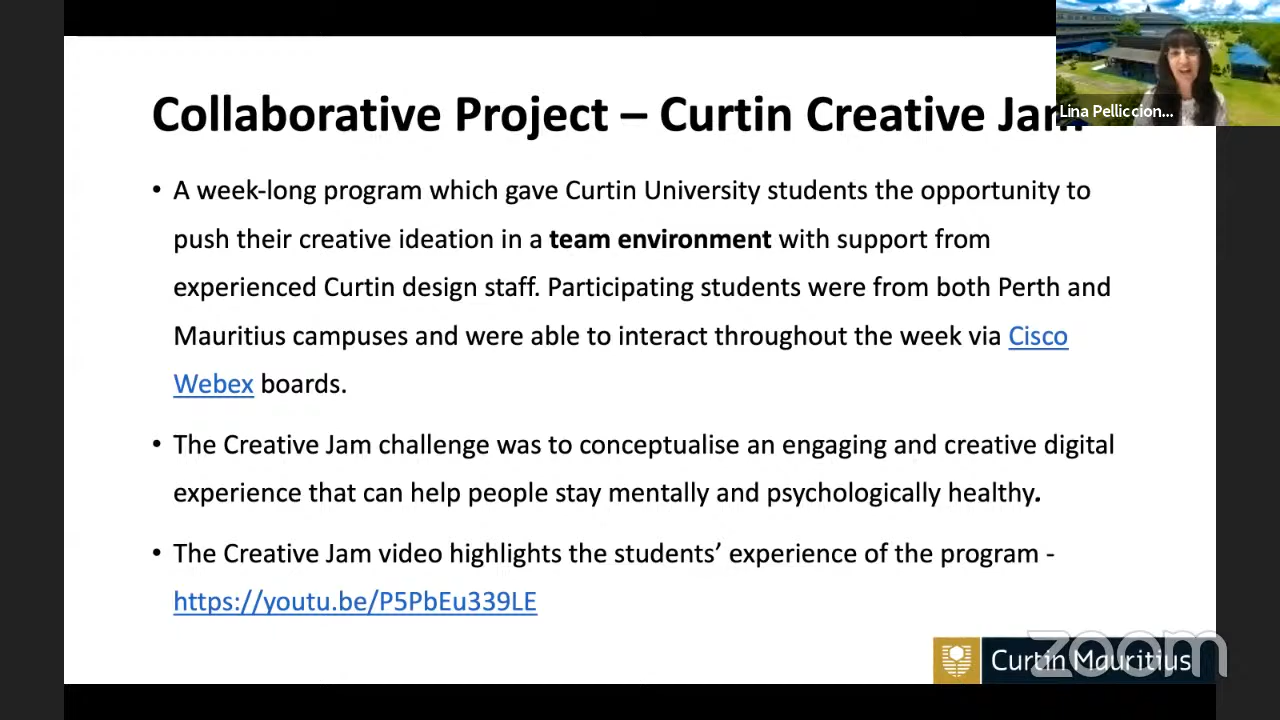 Collaborative Project – Curtin Creative Jam
Lina Pelliccion...
• A week-long program which gave Curtin University students the opportunity to
push their creative ideation in a team environment with support from
experienced Curtin design staff. Participating students were from both Perth and
Mauritius campuses and were able to interact throughout the week via Cisco
Webex boards.
• The Creative Jam challenge was to conceptualise an engaging and creative digital
experience that can help people stay mentally and psychologically healthy.
• The Creative Jam video highlights the students’ experience of the program -
https://youtu.be/P5PbEu339LE
Curtin Mauritius
zoom